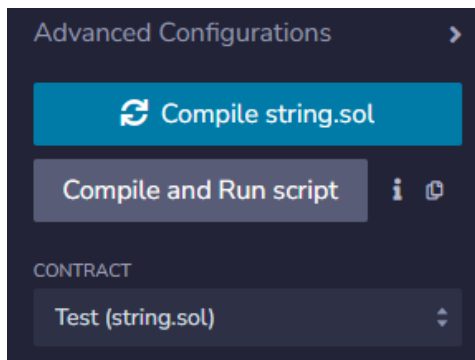 Advanced Configurations
Compile string.sol
Compile and Run script
CONTRACT
Test (string.sol)